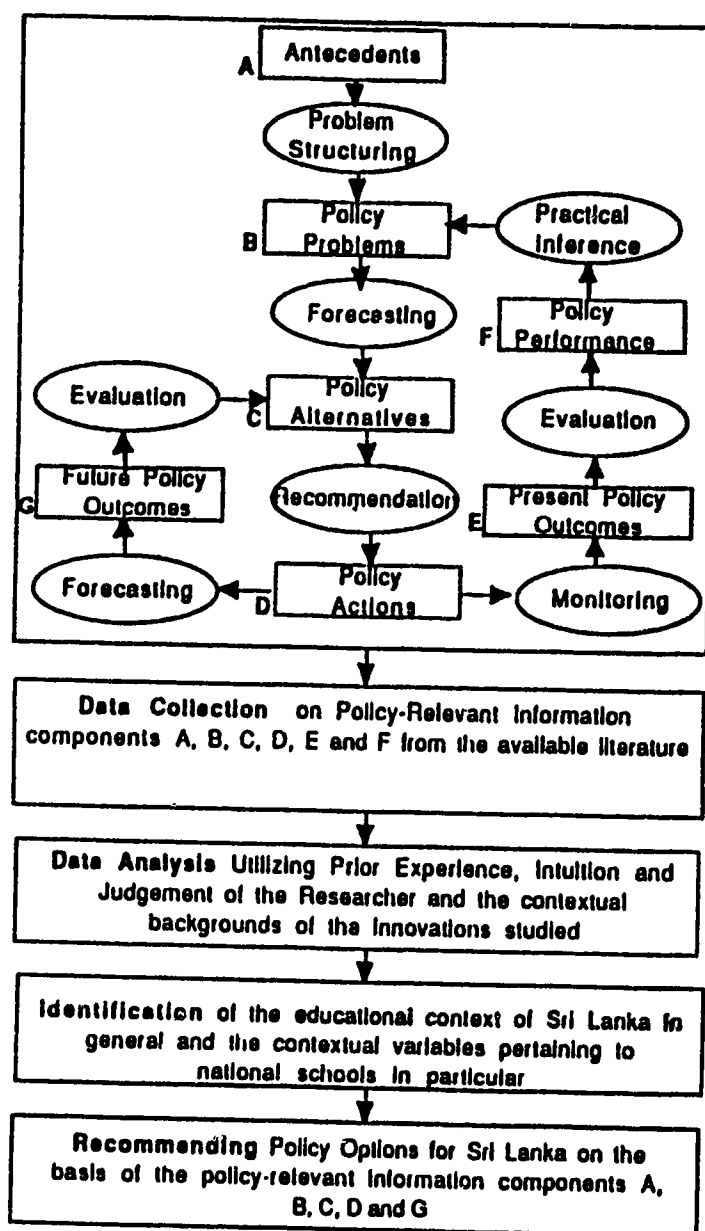 A
Antecedents
Problem
Structuring
B
Policy
Problems
Practical
Inference
Forecasting
F
Policy
Performance
Evaluation
C
Policy
Alternatives
Evaluation
G
Future Policy
Outcomes
Recommendation
E
Present Policy
Outcomes
Forecasting
D
Policy
Actions
Monitoring
Data Collection on Policy-Relevant Information
components A, B, C, D, E and F from the available literature
Data Analysis Utilizing Prior Experience, Intuition and
Judgement of the Researcher and the contextual
backgrounds of the innovations studied
Identification of the educational context of Sri Lanka in
general and the contextual variables pertaining to
national schools in particular
Recommending Policy Options for Sri Lanka on the
basis of the policy-relevant information components A,
B, C, D and G